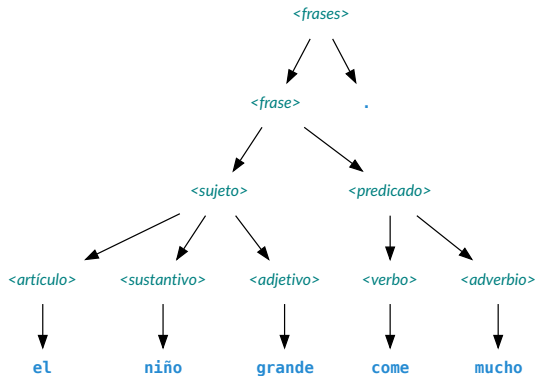 <frases>
<frase> .
<sujeto> <predicado>
<artículo> <sustantivo> <adjetivo> <verbo> <adverbio>
el niño grande come mucho